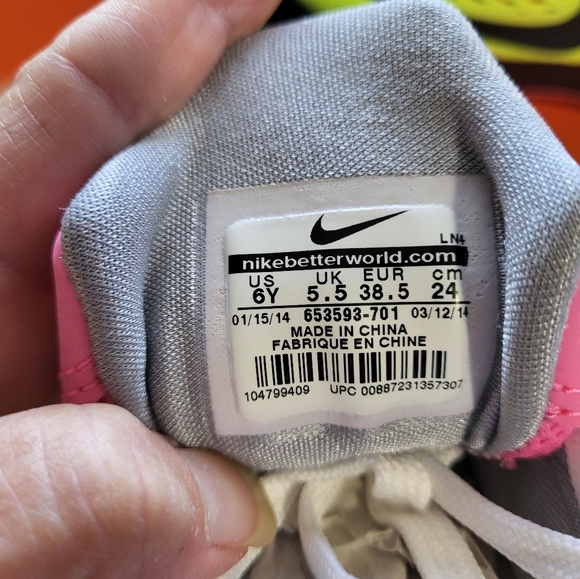 LN4
nikebetterworld.com
US UK EUR cm
6Y 5.5 38.5 24
01/15/14 653593-701 03/12/14
MADE IN CHINA
FABRIQUE EN CHINE
104799409 UPC 00887231357307